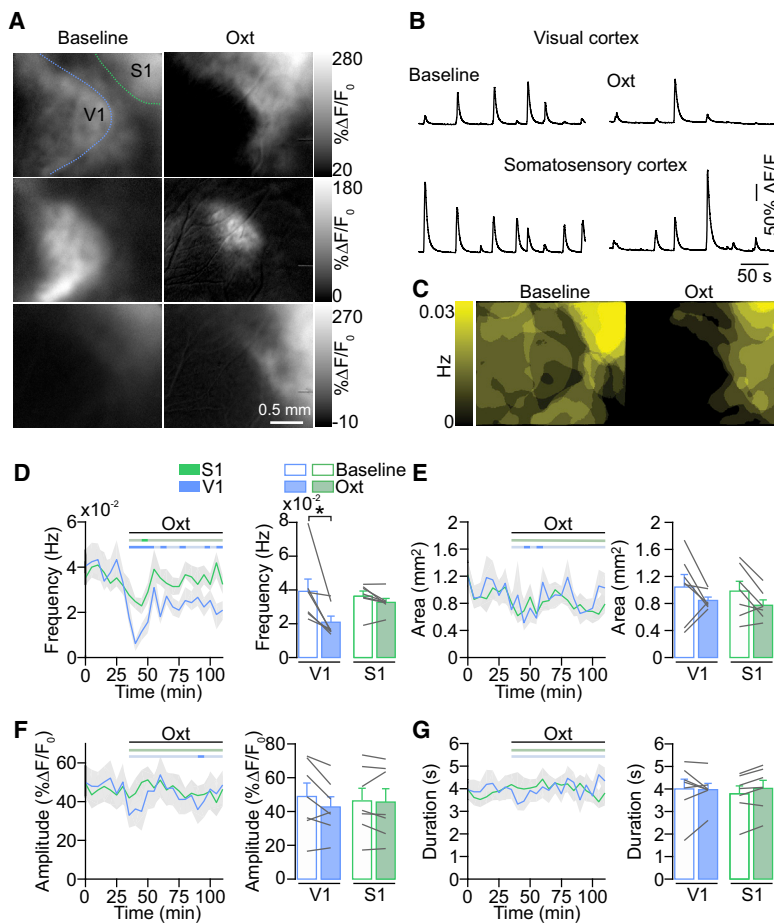 A
Baseline
Oxt
S1
V1
280
%ΔF/F0
20
180
%ΔF/F0
0
270
%ΔF/F0
-10
0.5 mm
B
Visual cortex
Baseline
Oxt
Somatosensory cortex
50% ΔF/F
50 s
C
Baseline
Oxt
0.03
Hz
0
D
S1
V1
Baseline
Oxt
x10-2
Oxt
Frequency (Hz)
6
4
2
0
0 25 50 75 100
Time (min)
x10-2
*
Frequency (Hz)
8
6
4
2
0
V1 S1
E
Oxt
Area (mm2)
2
1.6
1.2
0.8
0.4
0
0 25 50 75 100
Time (min)
Area (mm2)
2
1.6
1.2
0.8
0.4
0
V1 S1
F
Oxt
Amplitude (%ΔF/F0)
60
40
20
0
0 25 50 75 100
Time (min)
Amplitude (%ΔF/F0)
80
60
40
20
0
V1 S1
G
Oxt
Duration (s)
6
5
4
3
2
1
0
0 25 50 75 100
Time (min)
Duration (s)
6
5
4
3
2
1
0
V1 S1